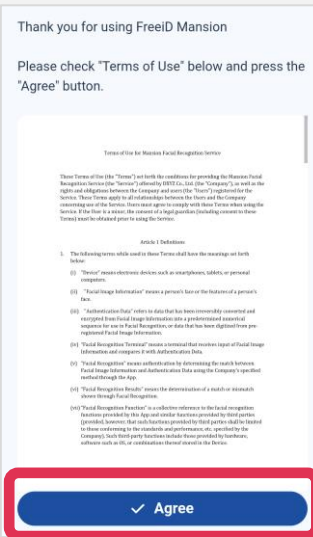 Thank you for using FreeiD Mansion
Please check "Terms of Use" below and press the
"Agree" button.
Terms of Use for Mansion Facial Recognition Service
These Terms of Use (the "Terms") set forth the conditions for providing the Mansion Facial
Recognition Service (the "Service") offered by DXYZ Co., Ltd. (the "Company"), as well as the
rights and obligations between the Company and users (the "Users") registered for the
Service. These Terms apply to all relationships between the Users and the Company
concerning use of the Service. Users must agree to comply with these Terms when using the
Service. If the User is a minor, the consent of a legal guardian (including consent to these
Terms) must be obtained prior to using the Service.
Article 1 Definitions
1. The following terms while used in these Terms shall have the meanings set forth
below:
(i) "Device" means electronic devices such as smartphones, tablets, or personal
computers.
(ii) "Facial Image Information" means a person's face or the features of a person's
face.
(iii) "Authentication Data" refers to data that has been irreversibly converted and
encrypted from Facial Image Information into a predetermined numerical
sequence for use in Facial Recognition, or data that has been digitized from pre-
registered Facial Image Information.
(iv) "Facial Recognition Terminal" means a terminal that receives input of Facial Image
Information and compares it with Authentication Data.
(v) "Facial Recognition" means authentication by determining the match between
Facial Image Information and Authentication Data using the Company's specified
method through the App.
(vi) "Facial Recognition Results" means the determination of a match or mismatch
shown through Facial Recognition.
(vii) "Facial Recognition Function" is a collective reference to the facial recognition
functions provided by this App and similar functions provided by third parties
(provided, however, that such functions provided by third parties shall be limited
to those conforming to the standards and performance, etc. specified by the
Company). Such third-party functions include those provided by hardware,
software such as OS, or combinations thereof stored in the Device.
Agree